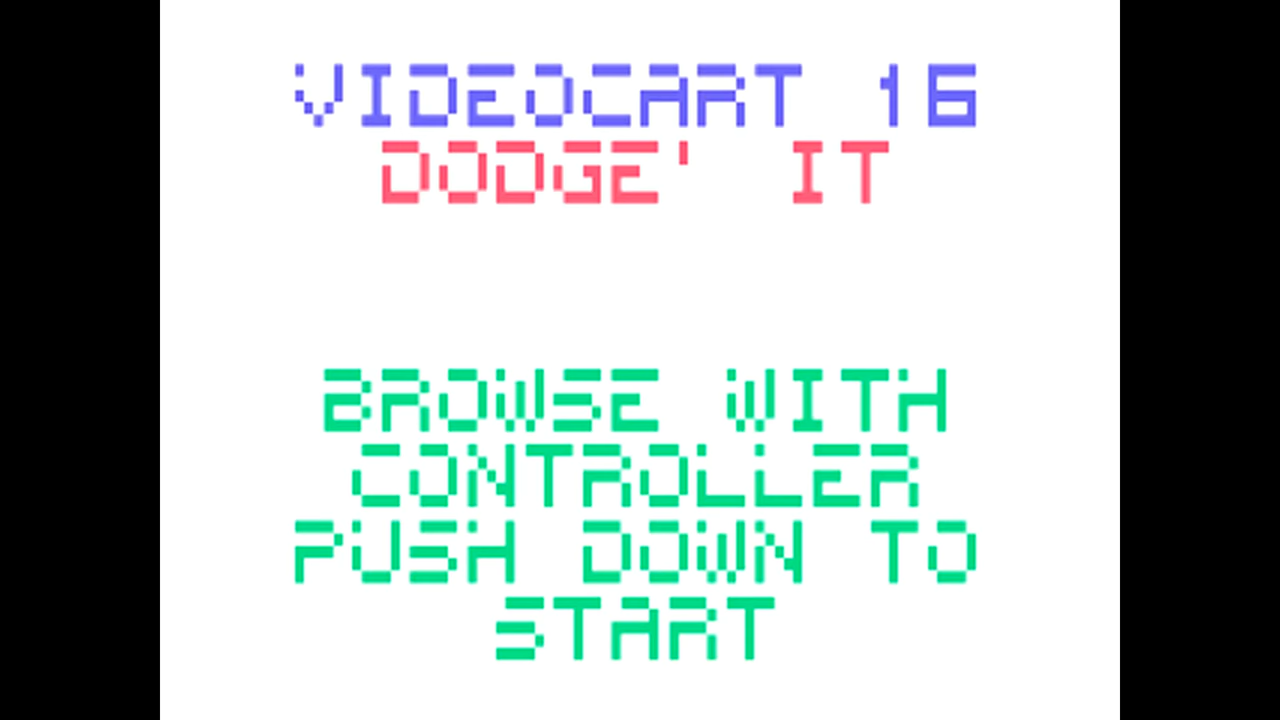 VIDEOCART 16
DODGE' IT
BROWSE WITH
CONTROLLER
PUSH DOWN TO
START